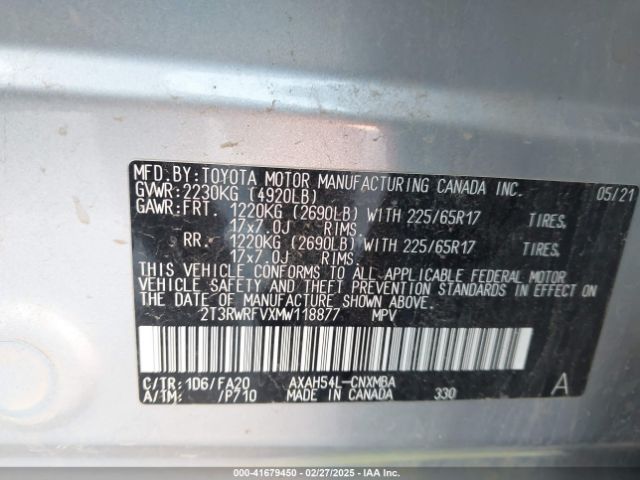 MFD.BY:TOYOTA MOTOR MANUFACTURING CANADA INC. 05/21
GVWR:2230KG (4920LB)
GAWR:FRT. 1220KG (2690LB) WITH 225/65R17 TIRES,
17x7.0J RIMS.
RR. 1220KG (2690LB) WITH 225/65R17 TIRES,
17x7.0J RIMS.
THIS VEHICLE CONFORMS TO ALL APPLICABLE FEDERAL MOTOR
VEHICLE SAFETY AND THEFT PREVENTION STANDARDS IN EFFECT ON
THE DATE OF MANUFACTURE SHOWN ABOVE.
2T3RWRFVXMW118877 MPV
C/TR:1D6/FA20 AXAH54L-CNXMBA A
A/TM: /P710 MADE IN CANADA 330
000-41679450 - 02/27/2025 - IAAI.com